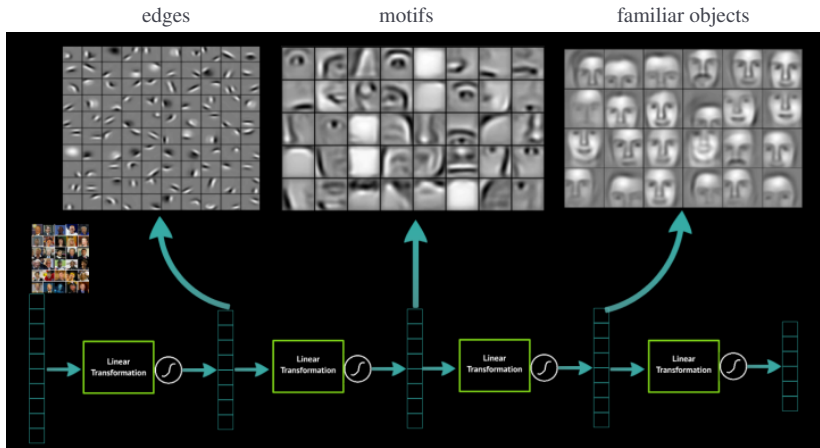 edges
motifs
familiar objects
Linear
Transformation
Linear
Transformation
Linear
Transformation
Linear
Transformation